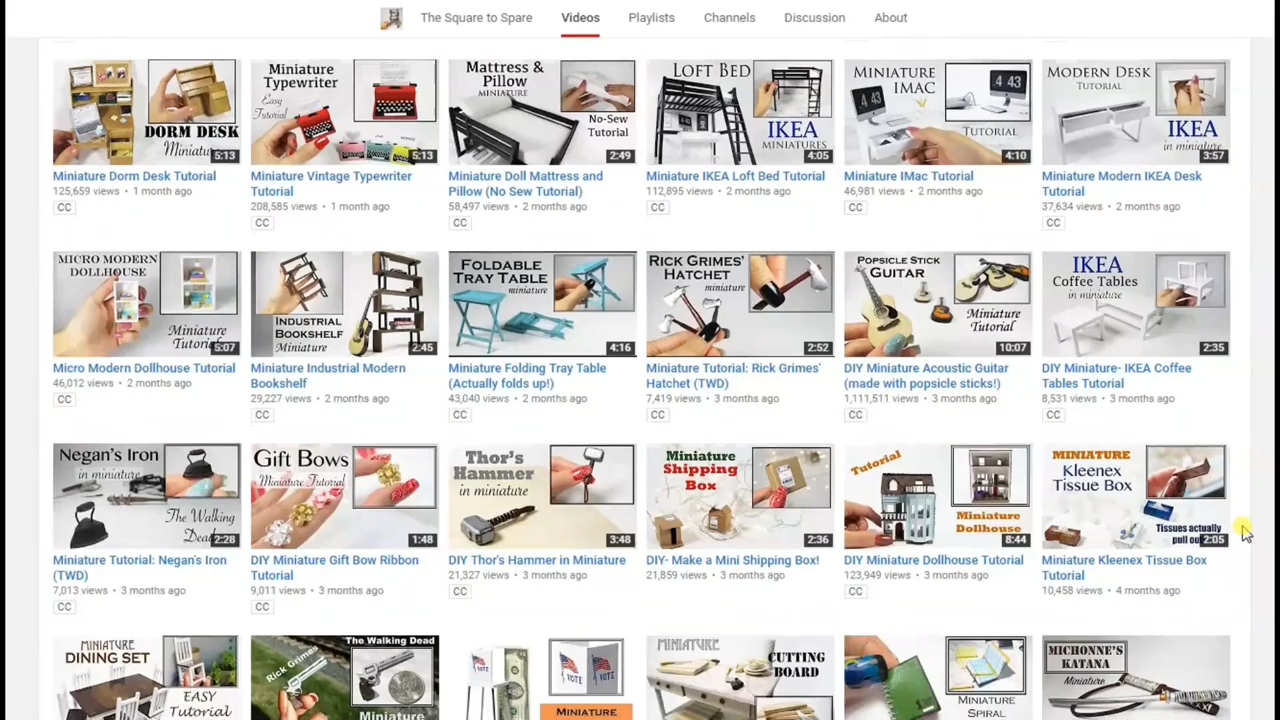 The Square to Spare Videos Playlists Channels Discussion About
DORM DESK
Miniature
5:13
Miniature Dorm Desk Tutorial
125,659 views • 1 month ago
CC
Miniature
Typewriter
Easy
Tutorial
5:13
Miniature Vintage Typewriter
Tutorial
208,585 views • 1 month ago
CC
Mattress &
Pillow
MINIATURE
No-Sew
Tutorial
2:49
Miniature Doll Mattress and
Pillow (No Sew Tutorial)
58,497 views • 2 months ago
CC
LOFT BED
IKEA
MINIATURES
4:05
Miniature IKEA Loft Bed Tutorial
112,895 views • 2 months ago
CC
MINIATURE
IMAC
4 43
4 43
TUTORIAL
4:10
Miniature IMac Tutorial
46,981 views • 2 months ago
CC
MODERN DESK
TUTORIAL
IKEA
in miniature
3:57
Miniature Modern IKEA Desk
Tutorial
37,634 views • 2 months ago
CC
MICRO MODERN
DOLLHOUSE
Miniature
Tutorial
5:07
Micro Modern Dollhouse Tutorial
46,012 views • 2 months ago
CC
INDUSTRIAL
BOOKSHELF
Miniature
2:45
Miniature Industrial Modern
Bookshelf
29,227 views • 2 months ago
CC
FOLDABLE
TRAY TABLE
miniature
4:16
Miniature Folding Tray Table
(Actually folds up!)
43,040 views • 2 months ago
CC
RICK GRIMES'
HATCHET
miniature
2:52
Miniature Tutorial: Rick Grimes'
Hatchet (TWD)
7,419 views • 3 months ago
CC
POPSICLE STICK
GUITAR
Miniature
Tutorial
10:07
DIY Miniature Acoustic Guitar
(made with popsicle sticks!)
1,111,511 views • 3 months ago
CC
IKEA
Coffee Tables
in miniature
2:35
DIY Miniature- IKEA Coffee
Tables Tutorial
8,531 views • 3 months ago
CC
Negan's Iron
in miniature
The Walking
Dead
2:28
Miniature Tutorial: Negan's Iron
(TWD)
7,013 views • 3 months ago
CC
Gift Bows
Miniature Tutorial
1:48
DIY Miniature Gift Bow Ribbon
Tutorial
9,011 views • 3 months ago
CC
Thor's
Hammer
in miniature
3:48
DIY Thor's Hammer in Miniature
21,327 views • 3 months ago
CC
Miniature
Shipping
Box
2:36
DIY- Make a Mini Shipping Box!
21,859 views • 3 months ago
CC
Tutorial
Miniature
Dollhouse
8:44
DIY Miniature Dollhouse Tutorial
123,949 views • 3 months ago
CC
MINIATURE
Kleenex
Tissue Box
Tissues actually
pull out
2:05
Miniature Kleenex Tissue Box
Tutorial
10,458 views • 4 months ago
MINIATURE
DINING SET
EASY
Tutorial
Rick Grimes'
The Walking Dead
Miniature
VOTE
VOTE
VOTE
MINIATURE
MINIATURE
CUTTING
BOARD
MINIATURE
SPIRAL
MICHONNE'S
KATANA
Miniature